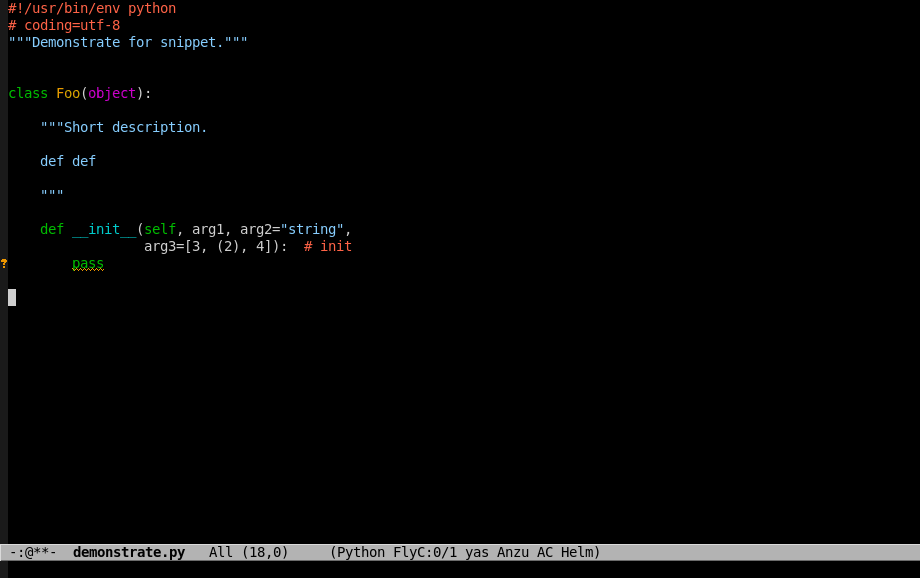 #!/usr/bin/env python
# coding=utf-8
"""Demonstrate for snippet."""
class Foo(object):
    """Short description.
    def def
    """
    def __init__(self, arg1, arg2="string",
                 arg3=[3, (2), 4]):  # init
?        pass
-:@**-  demonstrate.py   All (18,0)     (Python FlyC:0/1 yas Anzu AC Helm)